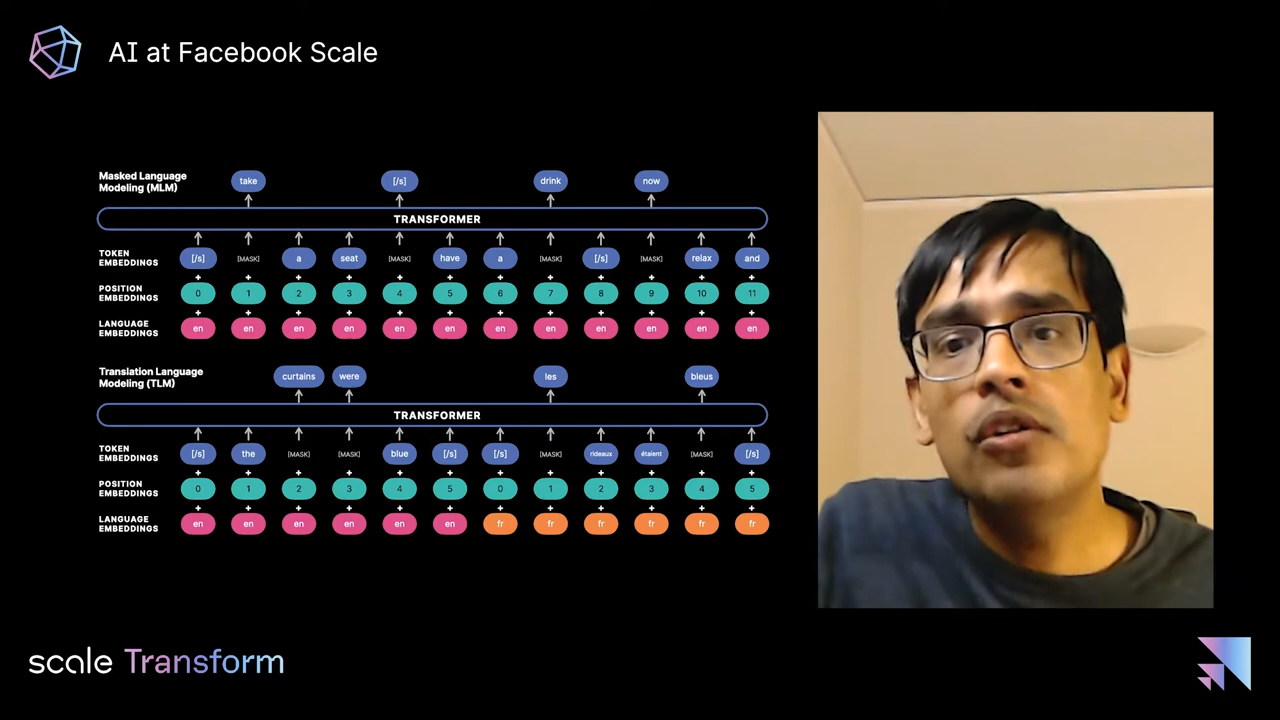 AI at Facebook Scale
Masked Language
Modeling (MLM)
take [/s] drink now
TRANSFORMER
TOKEN
EMBEDDINGS
[/s] [MASK] a seat [MASK] have a [MASK] [/s] [MASK] relax and
+ + + + + + + + + + + +
POSITION
EMBEDDINGS
0 1 2 3 4 5 6 7 8 9 10 11
+ + + + + + + + + + + +
LANGUAGE
EMBEDDINGS
en en en en en en en en en en en en
Translation Language
Modeling (TLM)
curtains were les bleus
TRANSFORMER
TOKEN
EMBEDDINGS
[/s] the [MASK] [MASK] blue [/s] [/s] [MASK] rideaux étaient [MASK] [/s]
+ + + + + + + + + + + +
POSITION
EMBEDDINGS
0 1 2 3 4 5 0 1 2 3 4 5
+ + + + + + + + + + + +
LANGUAGE
EMBEDDINGS
en en en en en en fr fr fr fr fr fr
scale Transform